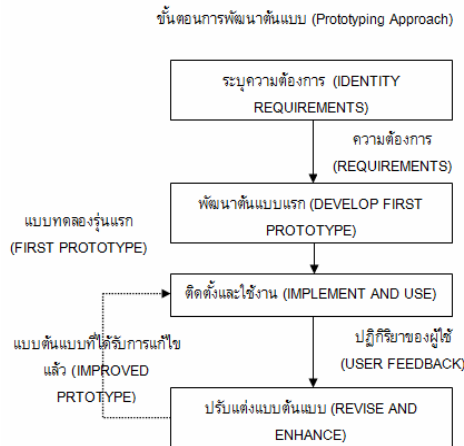 ขั้นตอนการพัฒนาต้นแบบ (Prototyping Approach)
ระบุความต้องการ (IDENTITY
REQUIREMENTS)
ความต้องการ
(REQUIREMENTS)
พัฒนาต้นแบบแรก (DEVELOP FIRST
PROTOTYPE)
แบบทดลองรุ่นแรก
(FIRST PROTOTYPE)
ติดตั้งและใช้งาน (IMPLEMENT AND USE)
ปฏิกิริยาของผู้ใช้
(USER FEEDBACK)
แบบต้นแบบที่ได้รับการแก้ไข
แล้ว (IMPROVED
PRTOTYPE)
ปรับแต่งแบบต้นแบบ (REVISE AND
ENHANCE)